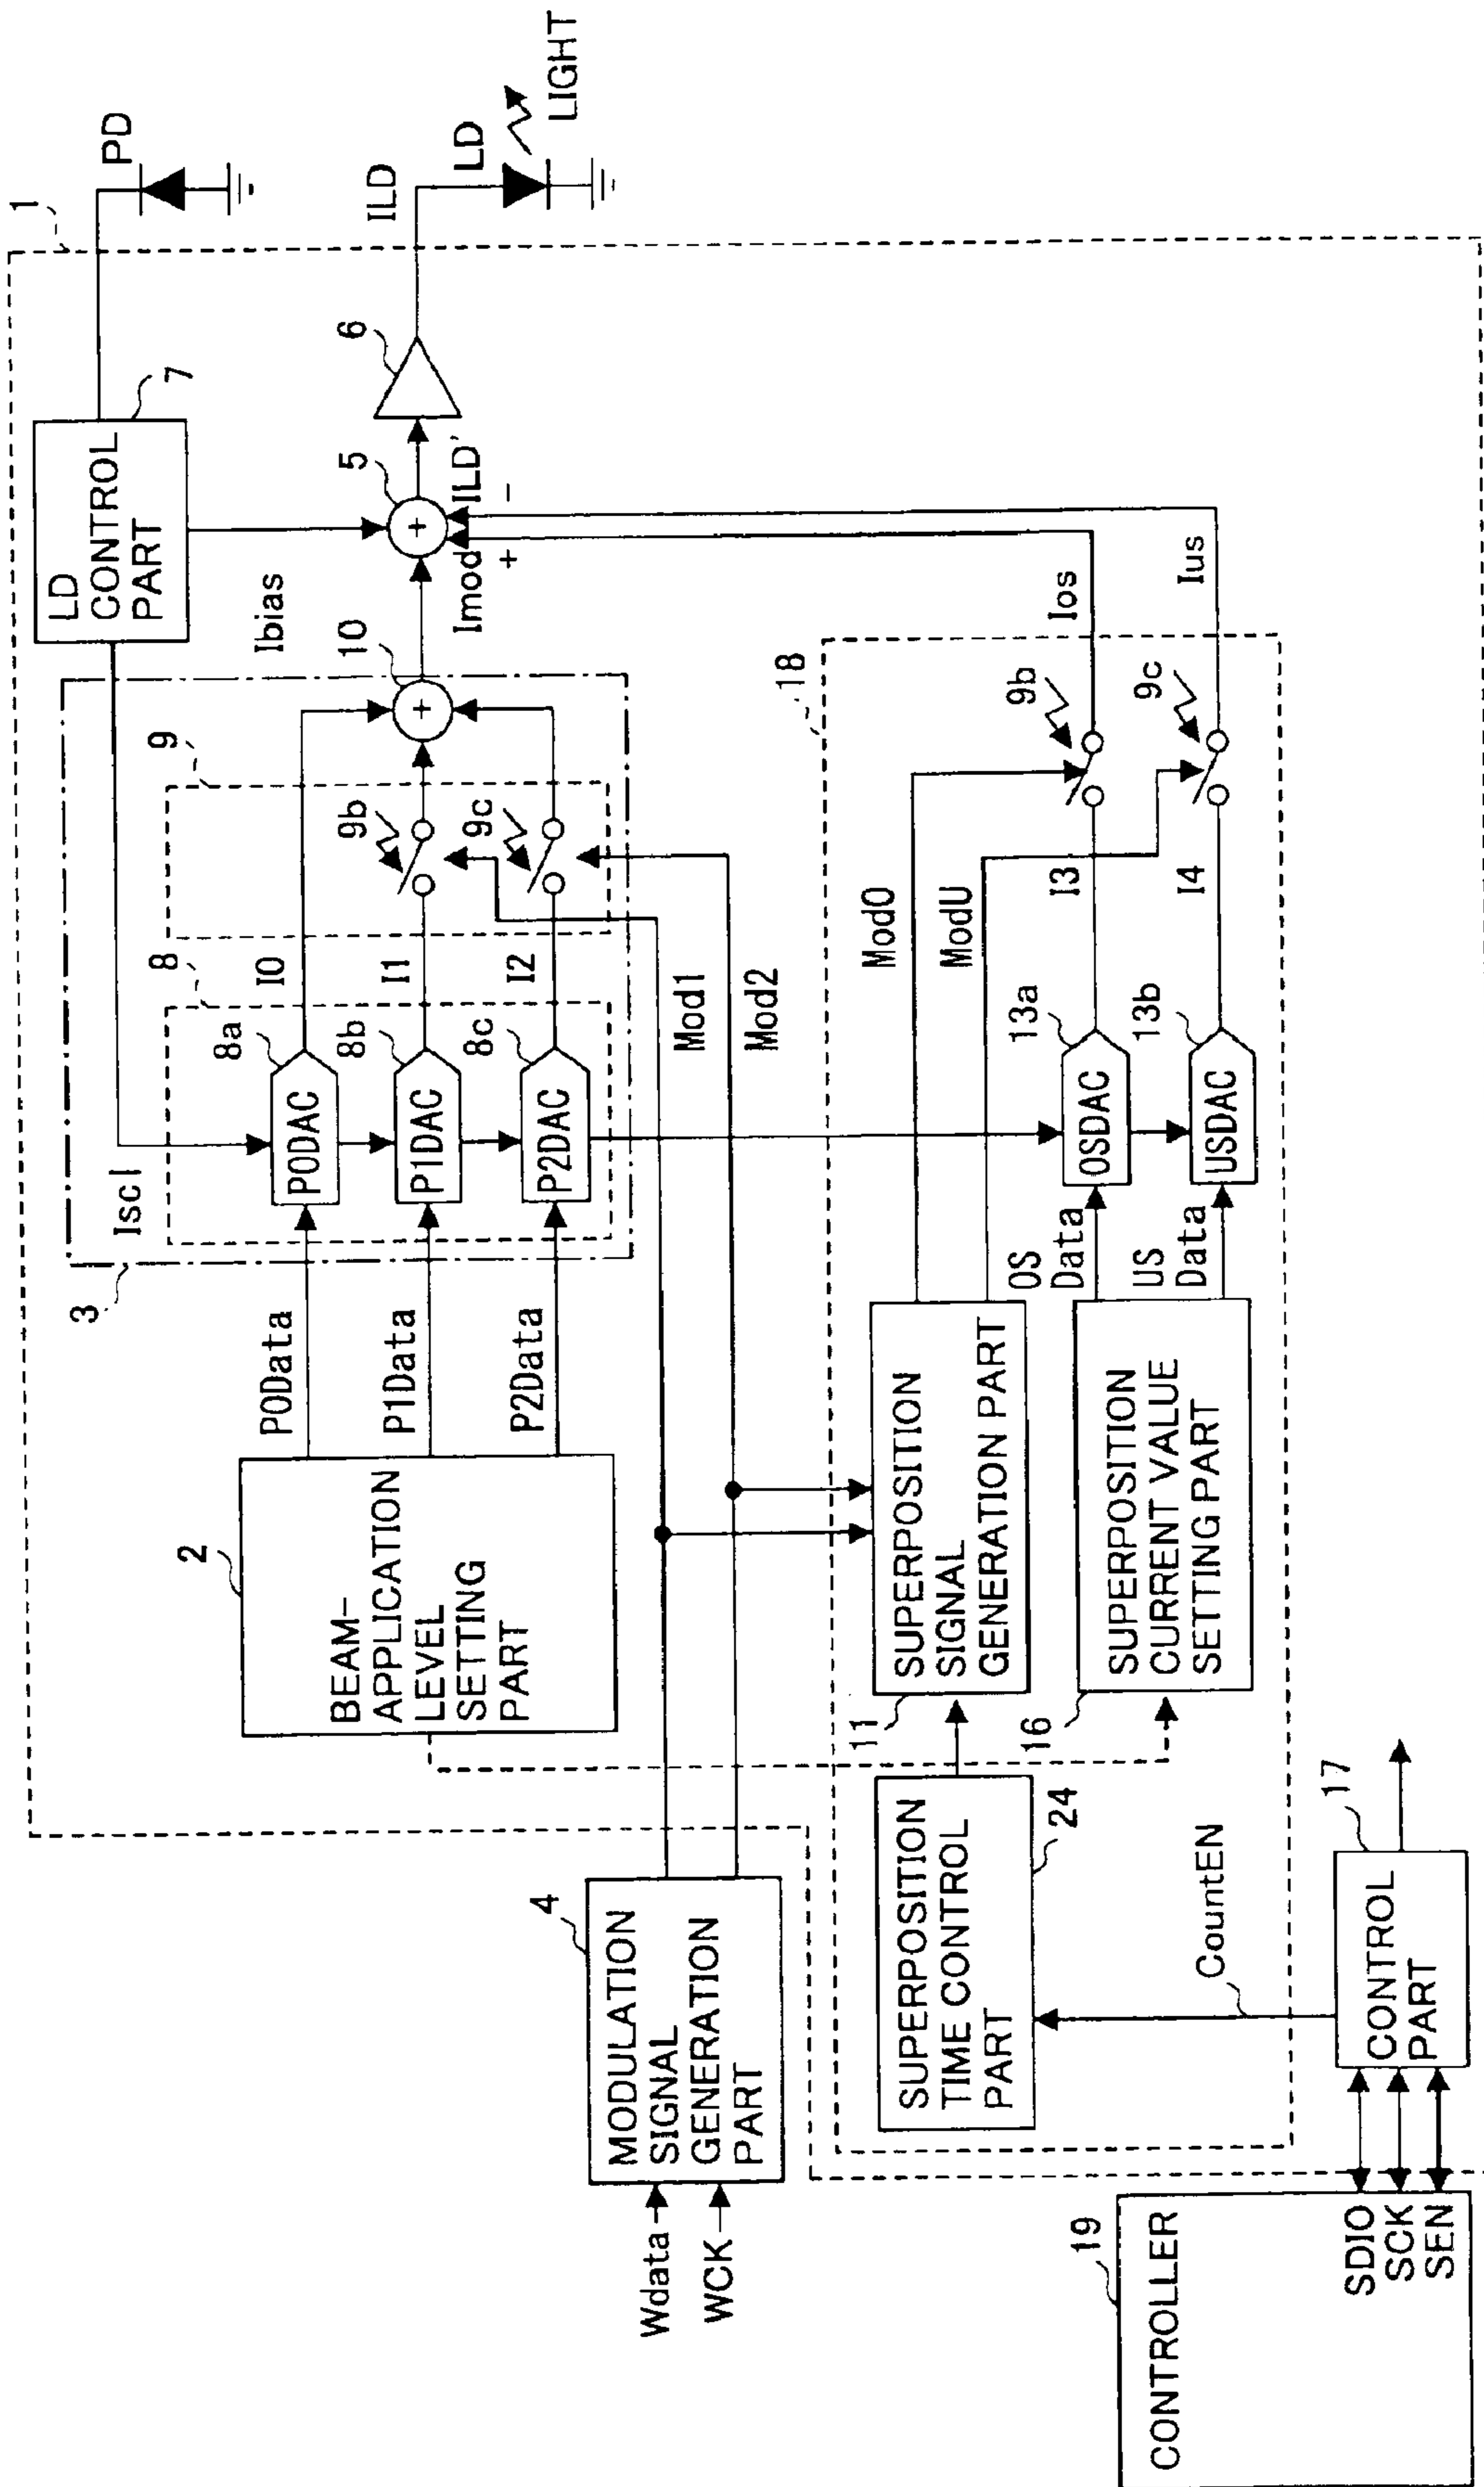 1
PD
LD
CONTROL
PART
7
ILD
LD
LIGHT
6
5
ILD'
+
+
-
Imod
Ibias
10
+
Iscl
3
9
8
I0
I1
I2
9b
9c
8a
8b
8c
P0DAC
P1DAC
P2DAC
P0Data
P1Data
P2Data
2
BEAM-
APPLICATION
LEVEL
SETTING
PART
Mod1
Mod2
4
MODULATION
SIGNAL
GENERATION
PART
Wdata
WCK
18
Ios
Ius
9b
9c
ModO
ModU
I3
I4
13a
13b
OSDAC
USDAC
OS
Data
US
Data
SUPERPOSITION
SIGNAL
GENERATION PART
11
SUPERPOSITION
CURRENT VALUE
SETTING PART
16
SUPERPOSITION
TIME CONTROL
PART
24
CountEN
17
CONTROL
PART
19
CONTROLLER
SDIO
SCK
SEN